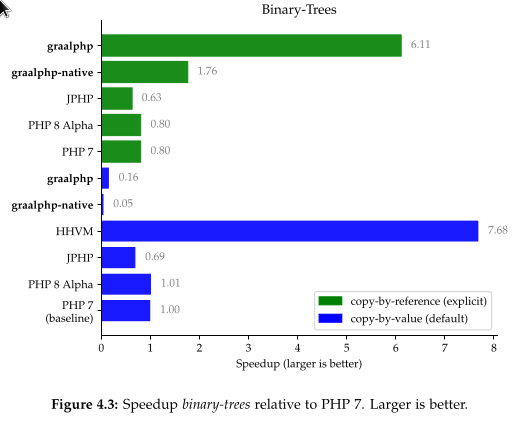 Binary-Trees
graalphp 6.11
graalphp-native 1.76
JPHP 0.63
PHP 8 Alpha 0.80
PHP 7 0.80
graalphp 0.16
graalphp-native 0.05
HHVM 7.68
JPHP 0.69
PHP 8 Alpha 1.01
PHP 7
(baseline) 1.00
copy-by-reference (explicit)
copy-by-value (default)
0 1 2 3 4 5 6 7 8
Speedup (larger is better)
Figure 4.3: Speedup binary-trees relative to PHP 7. Larger is better.